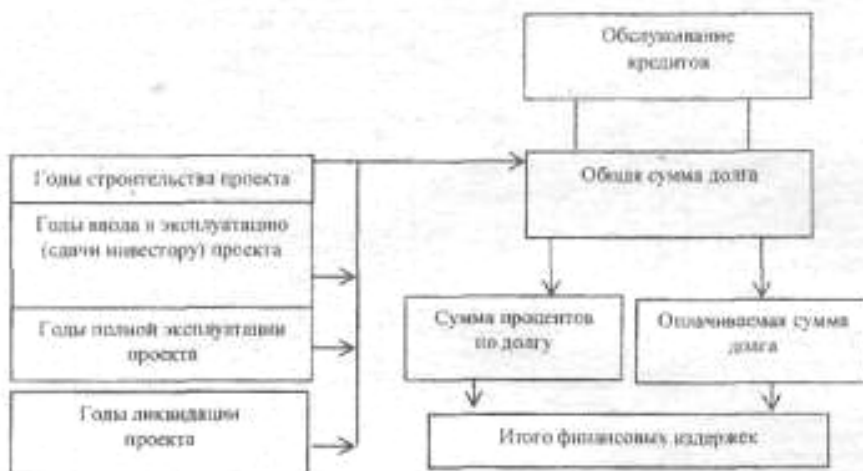 Обслуживание
кредитов
Общая сумма долга
Годы строительства проекта
Годы ввода в эксплуатацию
(сдачи инвестору) проекта
Годы полной эксплуатации
проекта
Годы ликвидации
проекта
Сумма процентов
по долгу
Оплачиваемая сумма
долга
Итого финансовых издержек